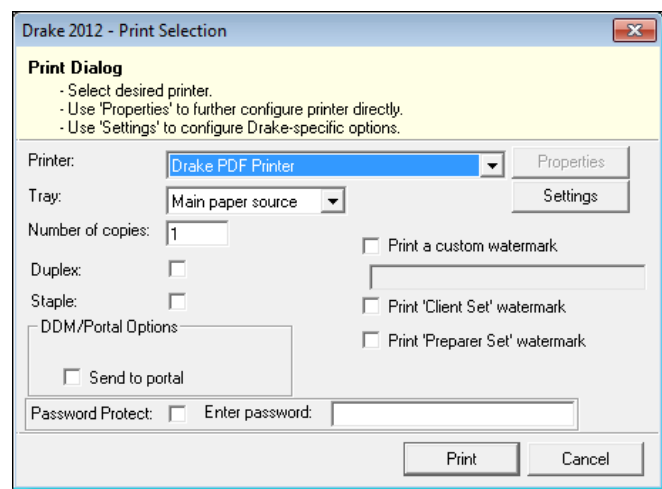 Drake 2012 - Print Selection
Print Dialog
- Select desired printer.
- Use 'Properties' to further configure printer directly.
- Use 'Settings' to configure Drake-specific options.
Printer: Drake PDF Printer Properties
Tray: Main paper source Settings
Number of copies: 1
Print a custom watermark
Duplex:
Staple: Print 'Client Set' watermark
DDM/Portal Options
Print 'Preparer Set' watermark
Send to portal
Password Protect: Enter password:
Print Cancel